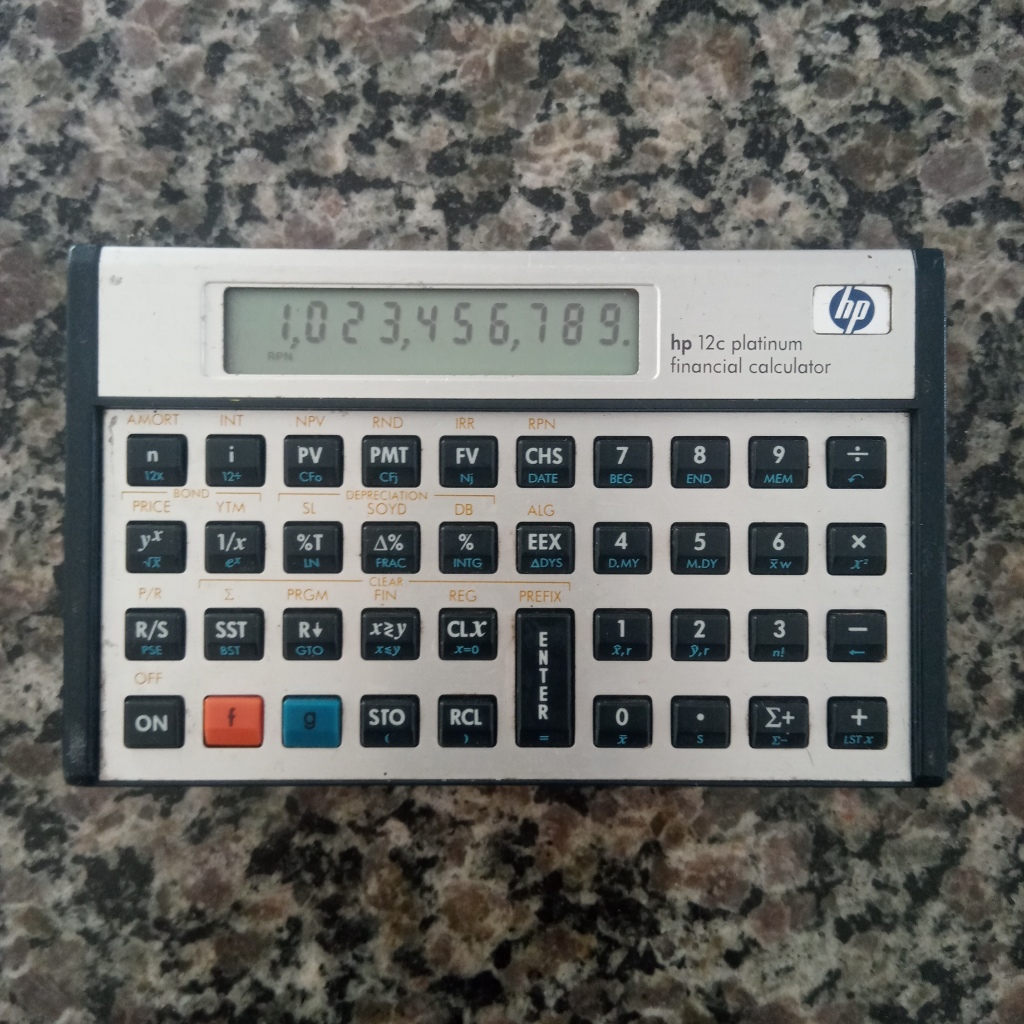 1,023,456,789.
RPN
hp
hp 12c platinum
financial calculator
AMORT INT NPV RND IRR RPN
n i PV PMT FV CHS 7 8 9 ÷
12x 12÷ CFo CFj Nj DATE BEG END MEM ↶
BOND DEPRECIATION
PRICE YTM SL SOYD DB ALG
yˣ 1/x %T Δ% % EEX 4 5 6 ×
√x eˣ LN FRAC INTG ΔDYS D.MY M.DY x̄w x²
CLEAR
P/R Σ PRGM FIN REG PREFIX
R/S SST R↓ x≷y CLX ENTER 1 2 3 −
PSE BST GTO x≤y x=0 x̂,r ŷ,r n! ←
OFF
ON f g STO RCL 0 • Σ+ +
( ) = x̄ s Σ− LST X